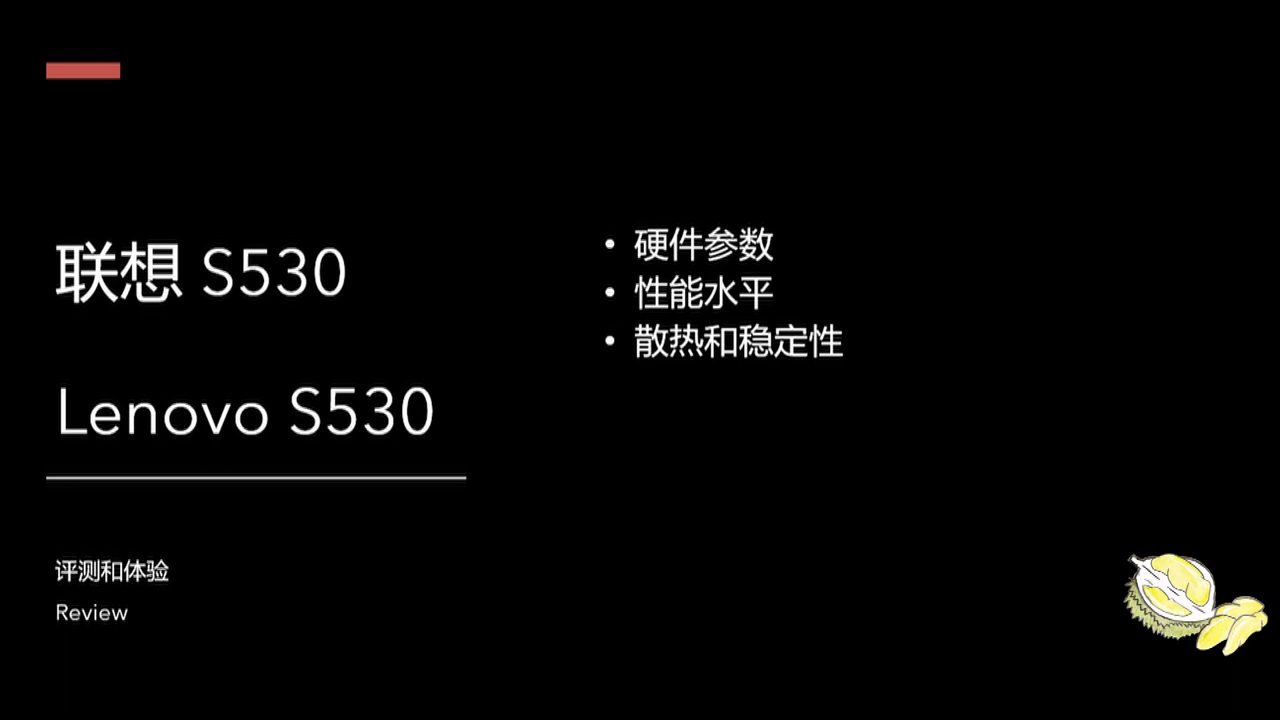 联想 S530
Lenovo S530
评测和体验
Review
• 硬件参数
• 性能水平
• 散热和稳定性